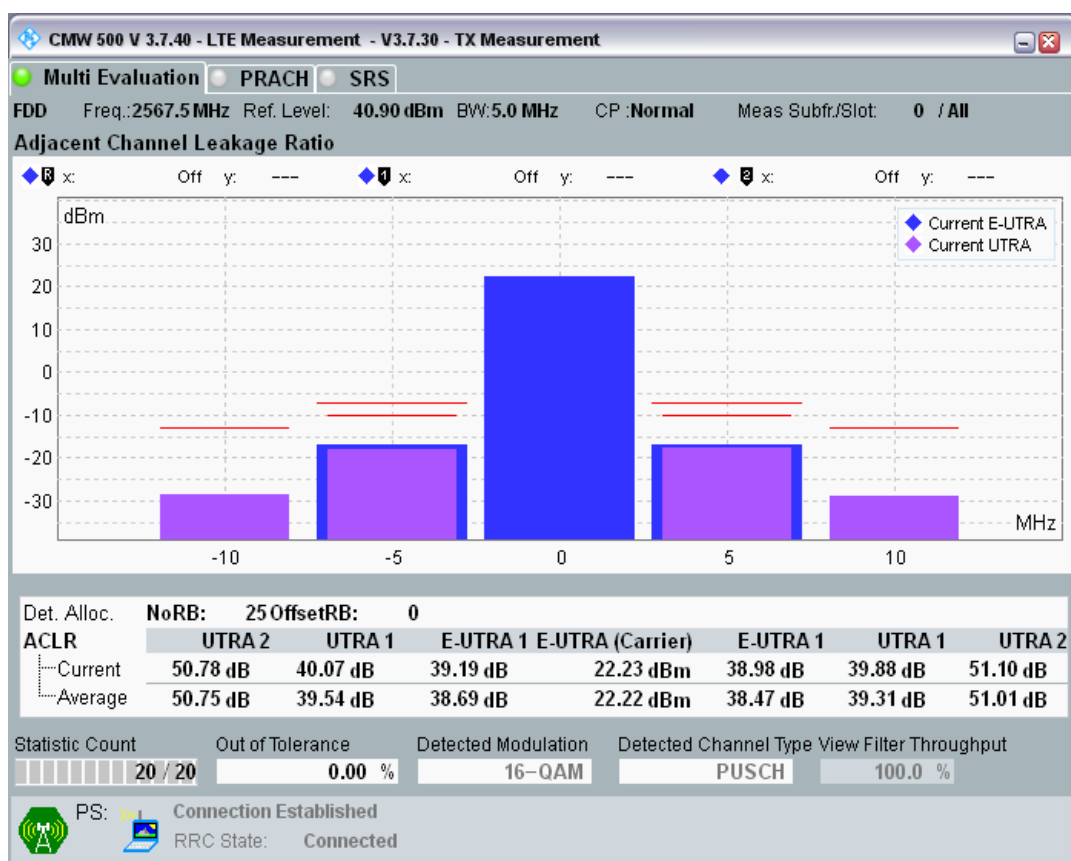 CMW 500 V 3.7.40 - LTE Measurement - V3.7.30 - TX Measurement
Multi Evaluation PRACH SRS
FDD Freq.:2567.5 MHz Ref. Level: 40.90 dBm BW:5.0 MHz CP :Normal Meas Subfr./Slot: 0 / All
Adjacent Channel Leakage Ratio
R x: Off y: --- 1 x: Off y: --- 2 x: Off y: ---
dBm
Current E-UTRA
Current UTRA
30
20
10
0
-10
-20
-30
MHz
-10 -5 0 5 10
Det. Alloc. NoRB: 25 OffsetRB: 0
ACLR UTRA 2 UTRA 1 E-UTRA 1 E-UTRA (Carrier) E-UTRA 1 UTRA 1 UTRA 2
Current 50.78 dB 40.07 dB 39.19 dB 22.23 dBm 38.98 dB 39.88 dB 51.10 dB
Average 50.75 dB 39.54 dB 38.69 dB 22.22 dBm 38.47 dB 39.31 dB 51.01 dB
Statistic Count Out of Tolerance Detected Modulation Detected Channel Type View Filter Throughput
20 / 20 0.00 % 16-QAM PUSCH 100.0 %
PS: Connection Established
RRC State: Connected